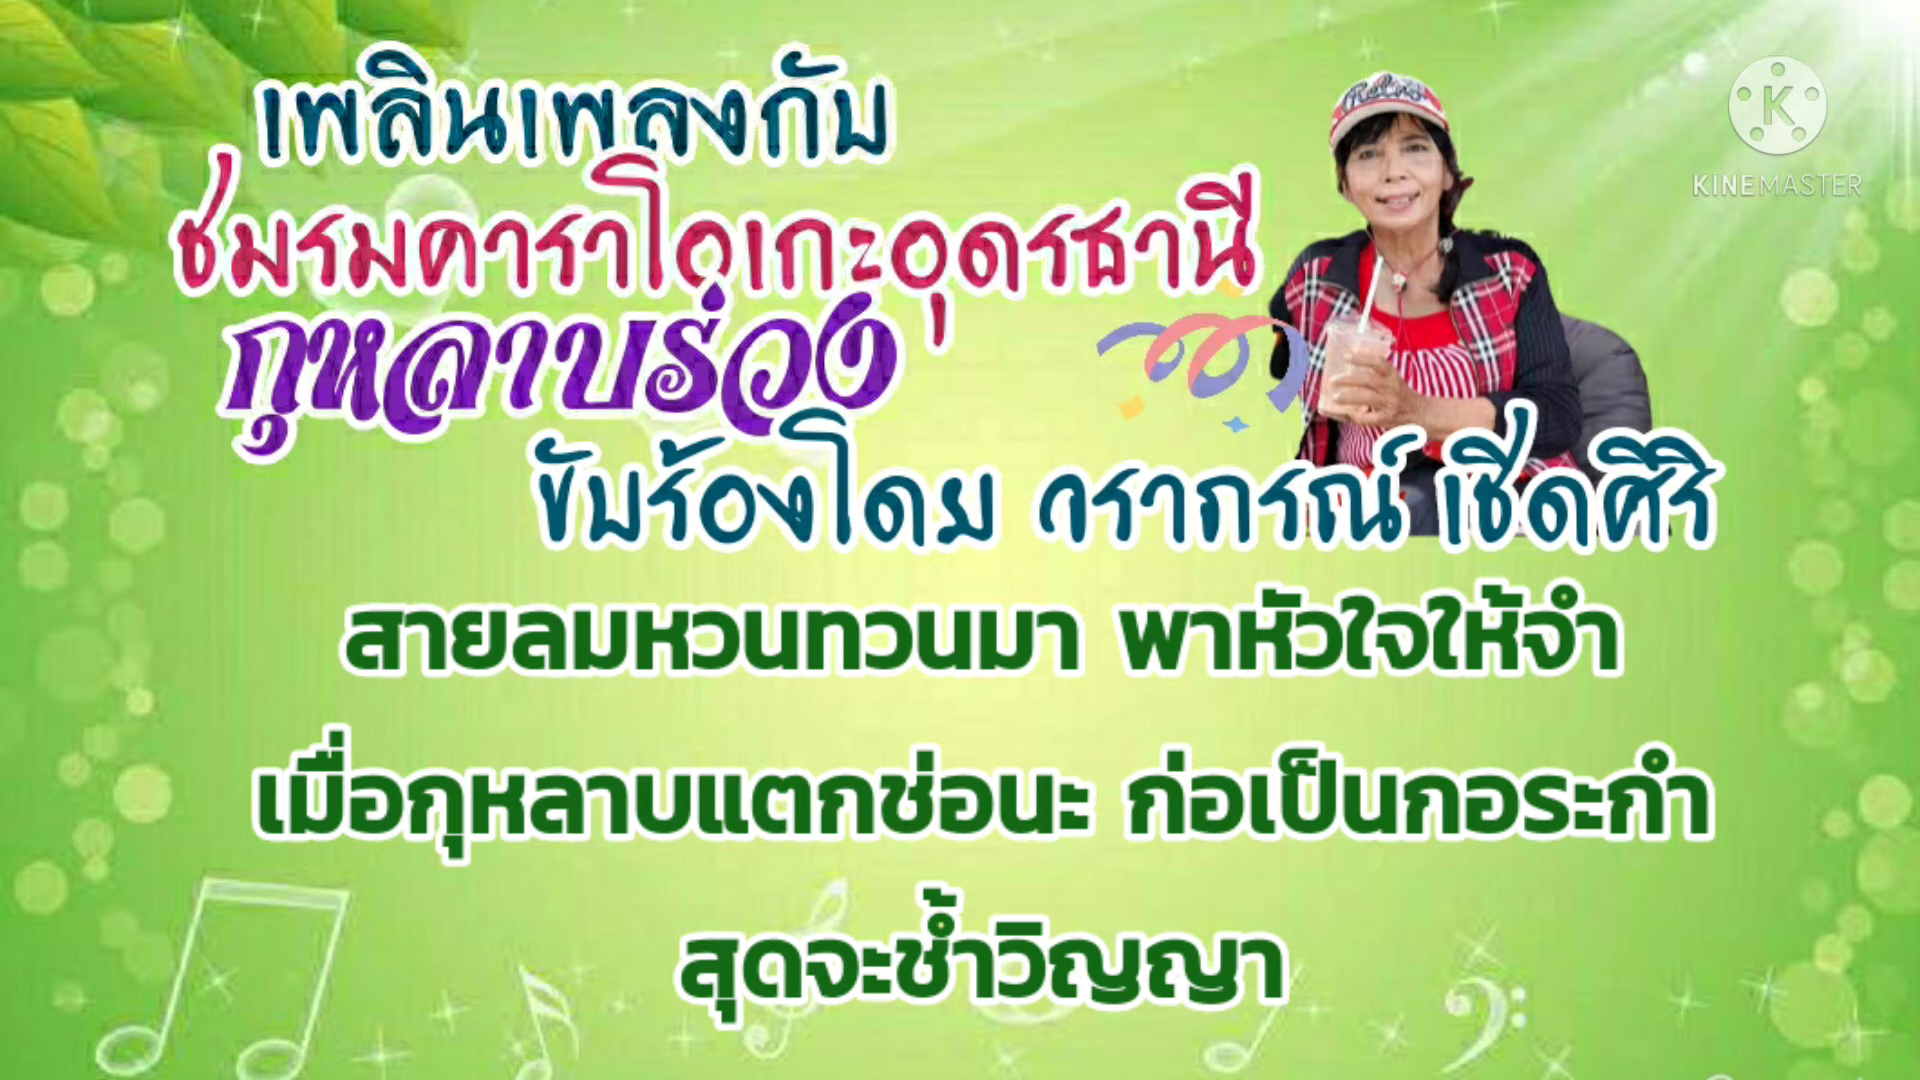 เพลินเพลงกับ
ชมรมคาราโอเกะอุดรธานี
กุหลาบร่วง
ขับร้องโดย วราภรณ์ เชีดศิริ
สายลมหวนทวนมา พาหัวใจให้จำ
เมื่อกุหลาบแตกช่อนะ ก่อเป็นกอระกำ
สุดจะช้ำวิญญา
K
KINEMASTER